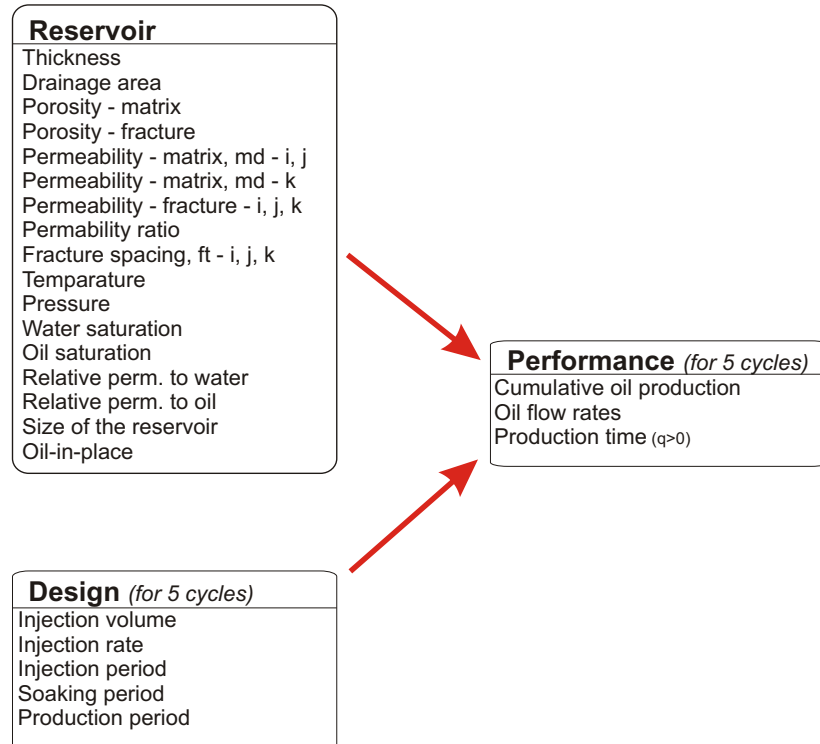 Reservoir
Thickness
Drainage area
Porosity - matrix
Porosity - fracture
Permeability - matrix, md - i, j
Permeability - matrix, md - k
Permeability - fracture - i, j, k
Permability ratio
Fracture spacing, ft - i, j, k
Temparature
Pressure
Water saturation
Oil saturation
Relative perm. to water
Relative perm. to oil
Size of the reservoir
Oil-in-place
Performance (for 5 cycles)
Cumulative oil production
Oil flow rates
Production time (q>0)
Design (for 5 cycles)
Injection volume
Injection rate
Injection period
Soaking period
Production period